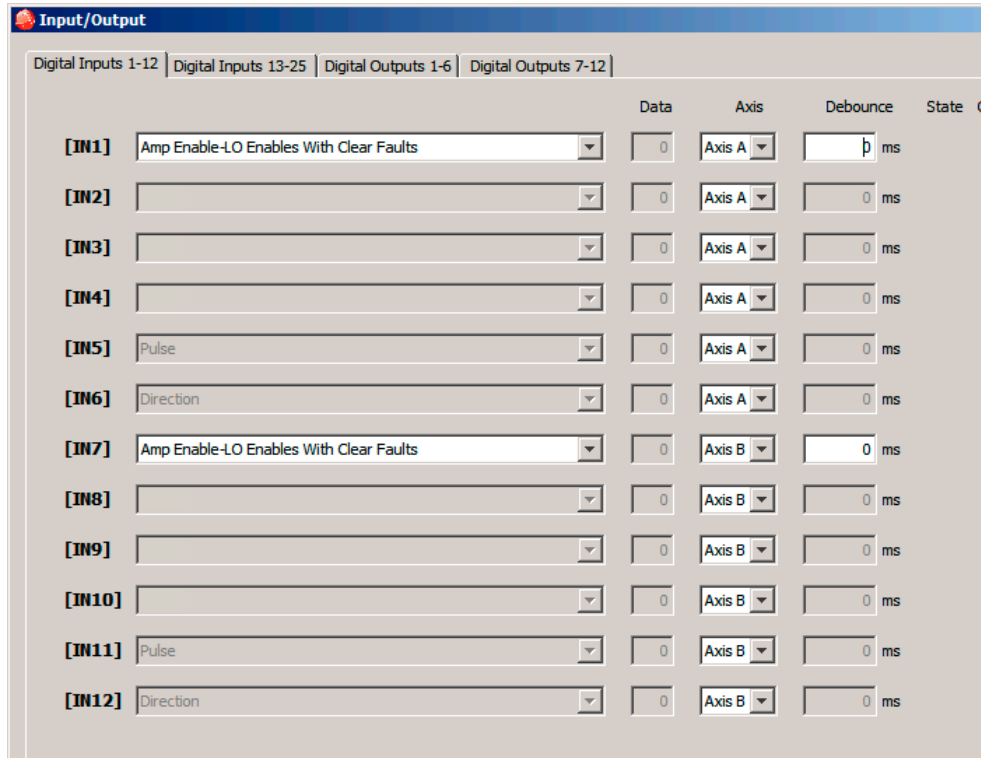 Input/Output
Digital Inputs 1-12 Digital Inputs 13-25 Digital Outputs 1-6 Digital Outputs 7-12
Data Axis Debounce State
[IN1] Amp Enable-LO Enables With Clear Faults 0 Axis A 0 ms
[IN2] 0 Axis A 0 ms
[IN3] 0 Axis A 0 ms
[IN4] 0 Axis A 0 ms
[IN5] Pulse 0 Axis A 0 ms
[IN6] Direction 0 Axis A 0 ms
[IN7] Amp Enable-LO Enables With Clear Faults 0 Axis B 0 ms
[IN8] 0 Axis B 0 ms
[IN9] 0 Axis B 0 ms
[IN10] 0 Axis B 0 ms
[IN11] Pulse 0 Axis B 0 ms
[IN12] Direction 0 Axis B 0 ms